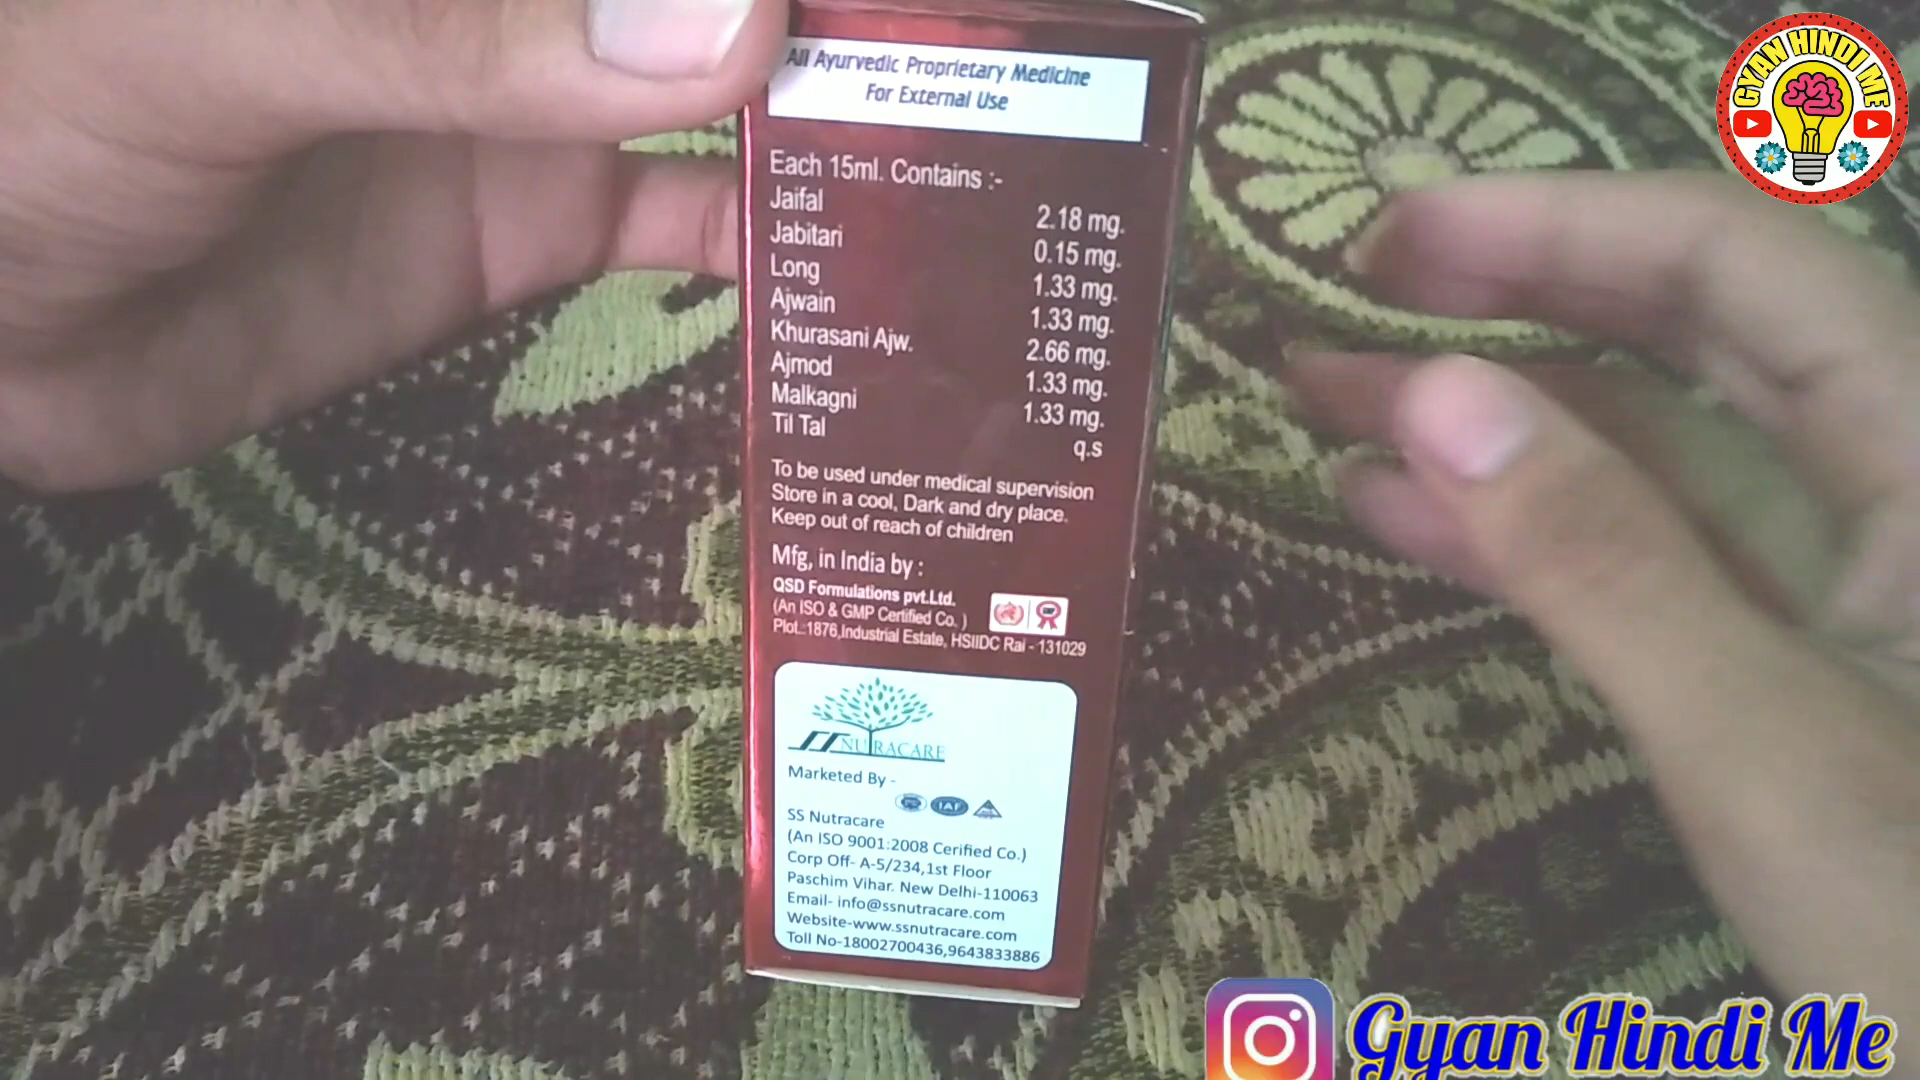 All Ayurvedic Proprietary Medicine
For External Use
Each 15ml. Contains :-
Jaifal 2.18 mg.
Jabitari 0.15 mg.
Long 1.33 mg.
Ajwain 1.33 mg.
Khurasani Ajw. 2.66 mg.
Ajmod 1.33 mg.
Malkagni 1.33 mg.
Til Tal q.s
To be used under medical supervision
Store in a cool, Dark and dry place.
Keep out of reach of children
Mfg, in India by :
QSD Formulations pvt.Ltd.
(An ISO & GMP Certified Co. )
Plot.:1876,Industrial Estate, HSIIDC Rai - 131029
SS NUTRACARE
Marketed By -
IAF
SS Nutracare
(An ISO 9001:2008 Cerified Co.)
Corp Off- A-5/234,1st Floor
Paschim Vihar. New Delhi-110063
Email- info@ssnutracare.com
Website-www.ssnutracare.com
Toll No-18002700436,9643833886
GYAN HINDI ME
Gyan Hindi Me